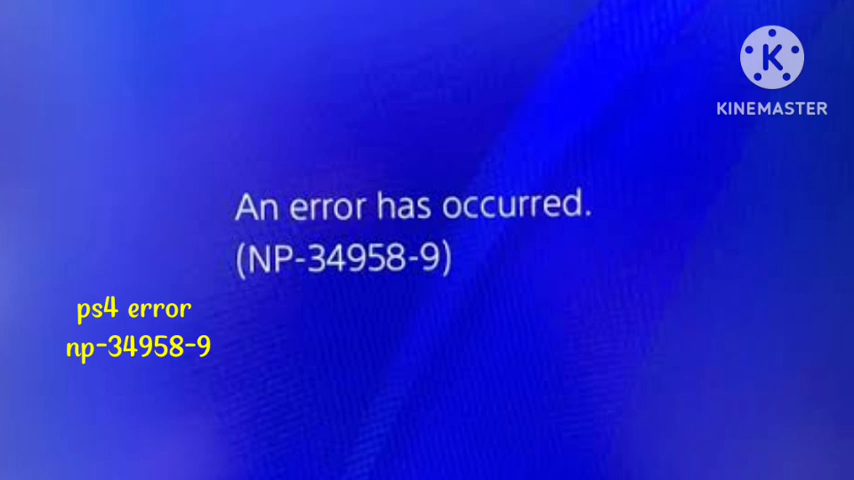 K
KINEMASTER
An error has occurred.
(NP-34958-9)
ps4 error
np-34958-9